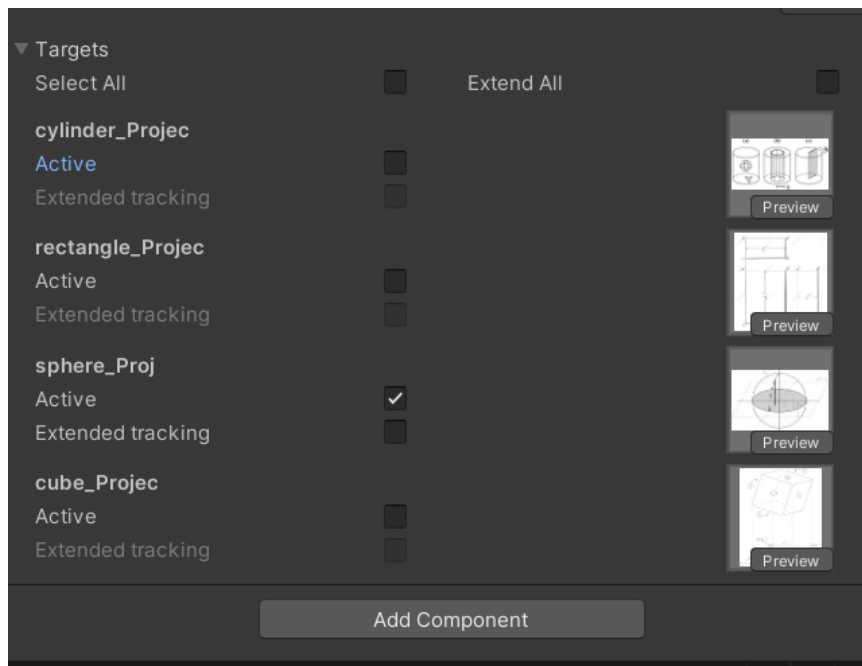 Targets
Select All Extend All
cylinder_Projec
Active
Extended tracking
Preview
rectangle_Projec
Active
Extended tracking
Preview
sphere_Proj
Active
Extended tracking
Preview
cube_Projec
Active
Extended tracking
Preview
Add Component